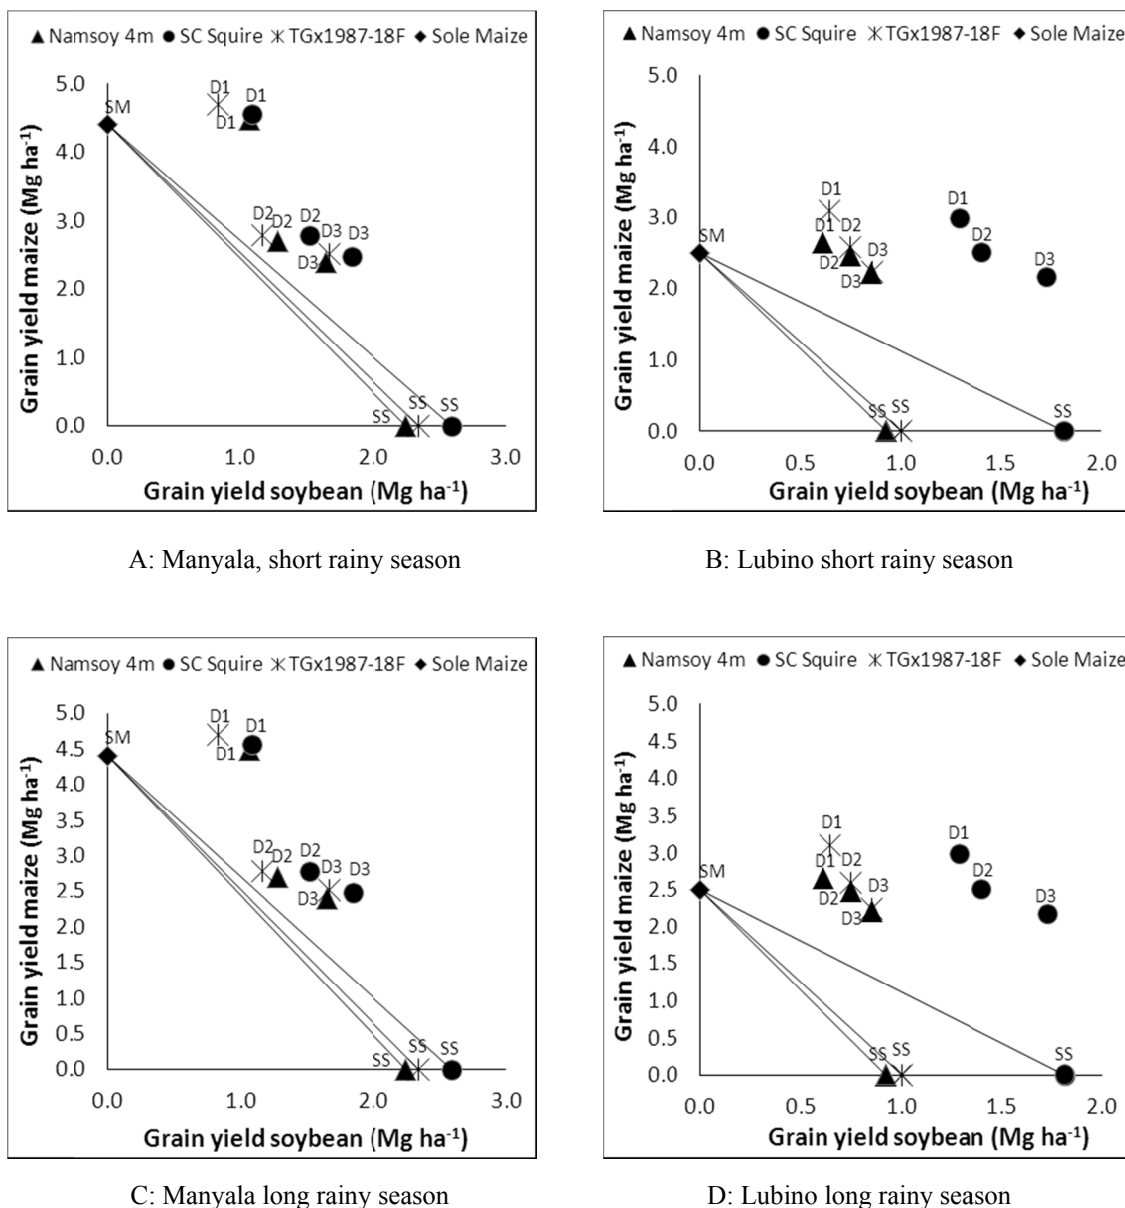 Namsoy 4m SC Squire TGx1987-18F Sole Maize
5.0
4.0
3.0
2.0
1.0
0.0
Grain yield maize (Mg ha⁻¹)
SM
D1
D1
D1
D2
D2
D2
D3
D3
D3
SS
SS
SS
0.0 1.0 2.0 3.0
Grain yield soybean (Mg ha⁻¹)
A: Manyala, short rainy season
Namsoy 4m SC Squire TGx1987-18F Sole Maize
5.0
4.0
3.0
2.0
1.0
0.0
Grain yield maize (Mg ha⁻¹)
SM
D1
D1
D1
D2
D2
D2
D3
D3
D3
SS
SS
SS
0.0 0.5 1.0 1.5 2.0
Grain yield soybean (Mg ha⁻¹)
B: Lubino short rainy season
Namsoy 4m SC Squire TGx1987-18F Sole Maize
5.0
4.5
4.0
3.5
3.0
2.5
2.0
1.5
1.0
0.5
0.0
Grain yield maize (Mg ha⁻¹)
SM
D1
D1
D1
D2
D2
D2
D3
D3
D3
SS
SS
SS
0.0 1.0 2.0 3.0
Grain yield soybean (Mg ha⁻¹)
C: Manyala long rainy season
Namsoy 4m SC Squire TGx1987-18F Sole Maize
5.0
4.5
4.0
3.5
3.0
2.5
2.0
1.5
1.0
0.5
0.0
Grain yield maize (Mg ha⁻¹)
SM
D1
D1
D1
D2
D2
D2
D3
D3
D3
SS
SS
SS
0.0 0.5 1.0 1.5 2.0
Grain yield soybean (Mg ha⁻¹)
D: Lubino long rainy season